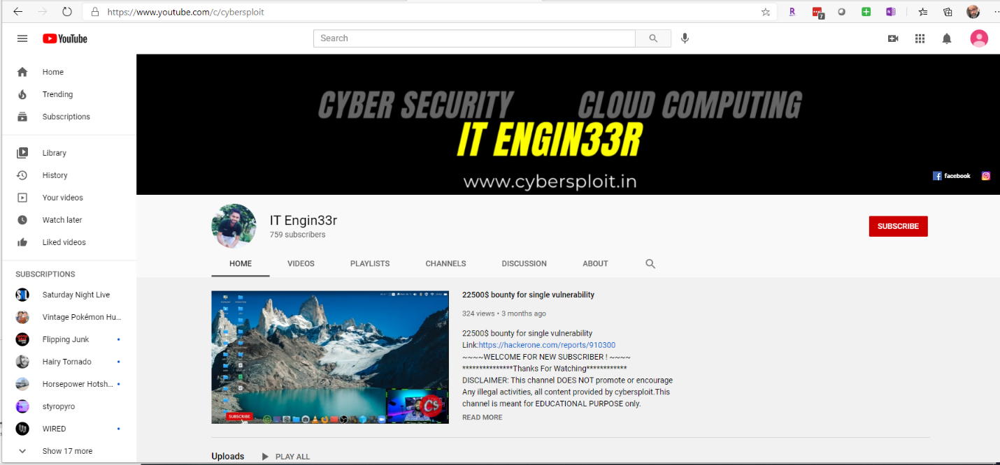 https://www.youtube.com/c/cybersploit
R
7
N
YouTube
Search
Home
Trending
Subscriptions
Library
History
Your videos
Watch later
Liked videos
SUBSCRIPTIONS
Saturday Night Live
Vintage Pokémon Hu...
Flipping Junk
Hairy Tornado
Horsepower Hotsh...
styropyro
WIRED
Show 17 more
CYBER SECURITY CLOUD COMPUTING
IT ENGIN33R
www.cybersploit.in
facebook
IT Engin33r
759 subscribers
SUBSCRIBE
HOME VIDEOS PLAYLISTS CHANNELS DISCUSSION ABOUT
SUBSCRIBE
CS
22500$ bounty for single vulnerability
324 views • 3 months ago
22500$ bounty for single vulnerability
Link:https://hackerone.com/reports/910300
~~~~WELCOME FOR NEW SUBSCRIBER ! ~~~~
***************Thanks For Watching************
DISCLAIMER: This channel DOES NOT promote or encourage
Any illegal activities, all content provided by cybersploit.This
channel is meant for EDUCATIONAL PURPOSE only.
READ MORE
Uploads PLAY ALL